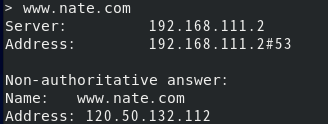 > www.nate.com
Server:         192.168.111.2
Address:        192.168.111.2#53

Non-authoritative answer:
Name:   www.nate.com
Address: 120.50.132.112